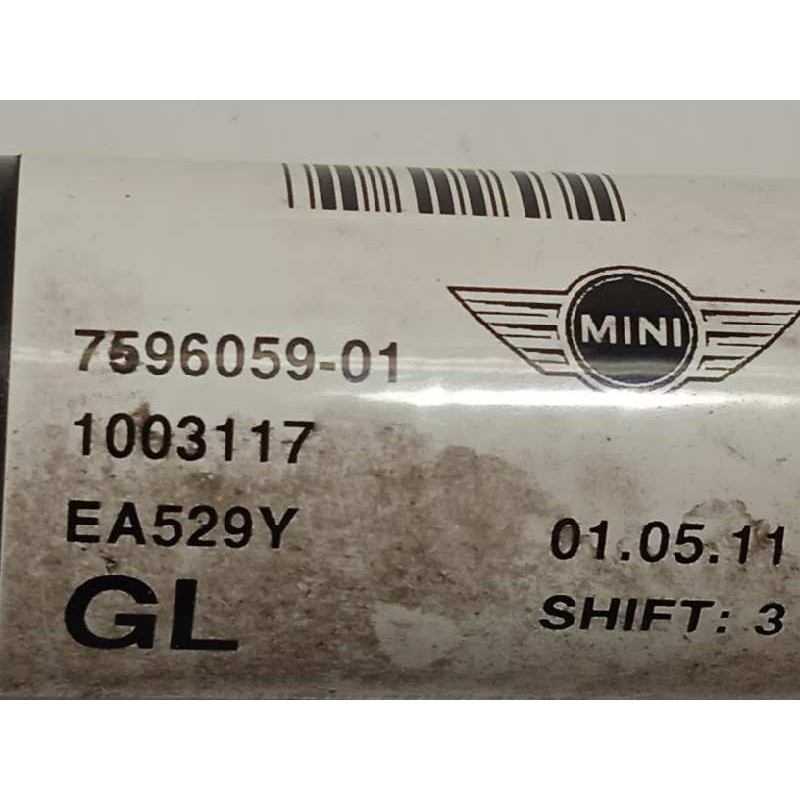 MINI
7596059-01
1003117
EA529Y
01.05.11
GL
SHIFT: 3